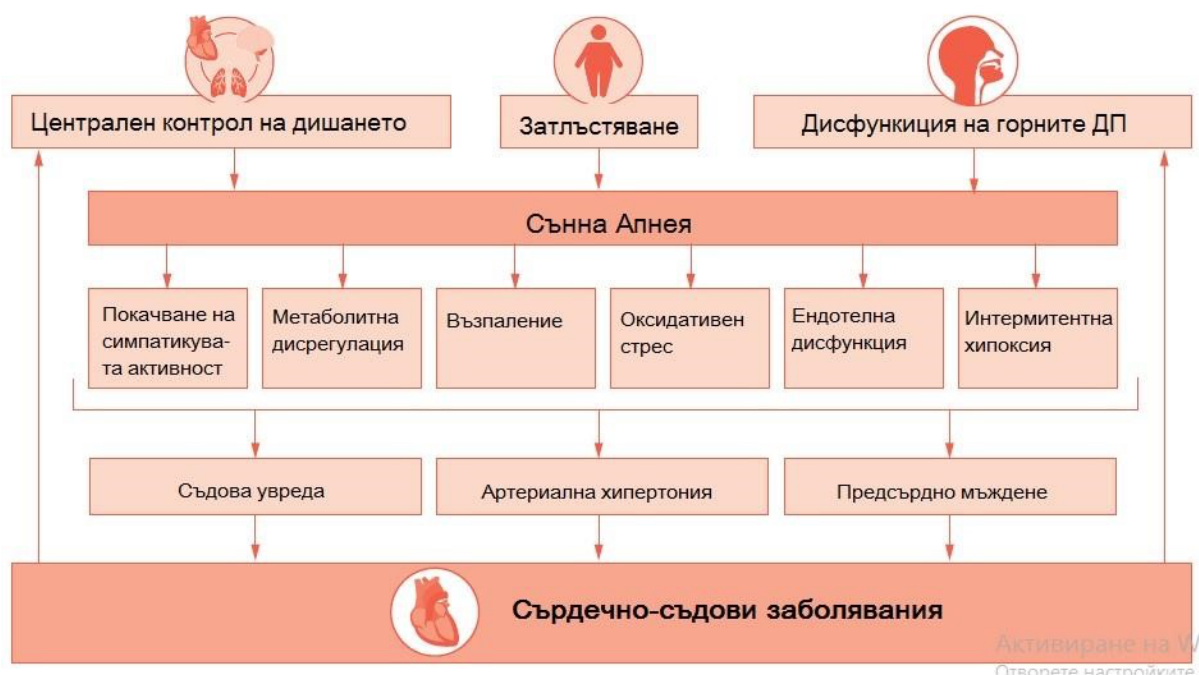 Централен контрол на дишането
Затлъстяване
Дисфункиция на горните ДП
Сънна Апнея
Покачване на
симпатикува-
та активност
Метаболитна
дисрегулация
Възпаление
Оксидативен
стрес
Ендотелна
дисфункция
Интермитентна
хипоксия
Съдова увреда
Артериална хипертония
Предсърдно мъждене
Сърдечно-съдови заболявания
Активиране на W
Отворете настройките